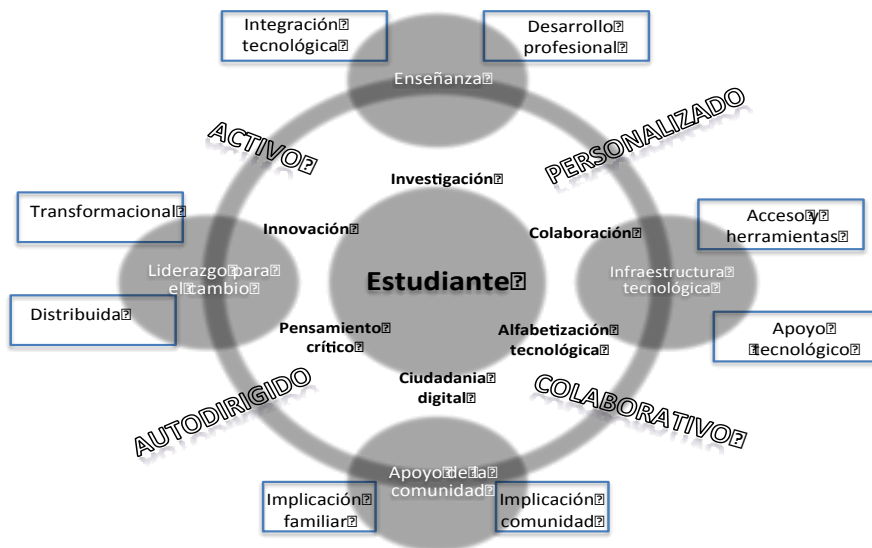 Integración
tecnológica
Desarrollo
profesional
Enseñanza
ACTIVO
PERSONALIZADO
Investigación
Transformacional
Innovación
Colaboración
Acceso y
herramientas
Liderazgo para
el cambio
Estudiante
Infraestructura
tecnológica
Distribuida
Pensamiento
crítico
Alfabetización
tecnológica
Apoyo
tecnológico
Ciudadania
digital
AUTODIRIGIDO
COLABORATIVO
Apoyo de la
comunidad
Implicación
familiar
Implicación
comunidad